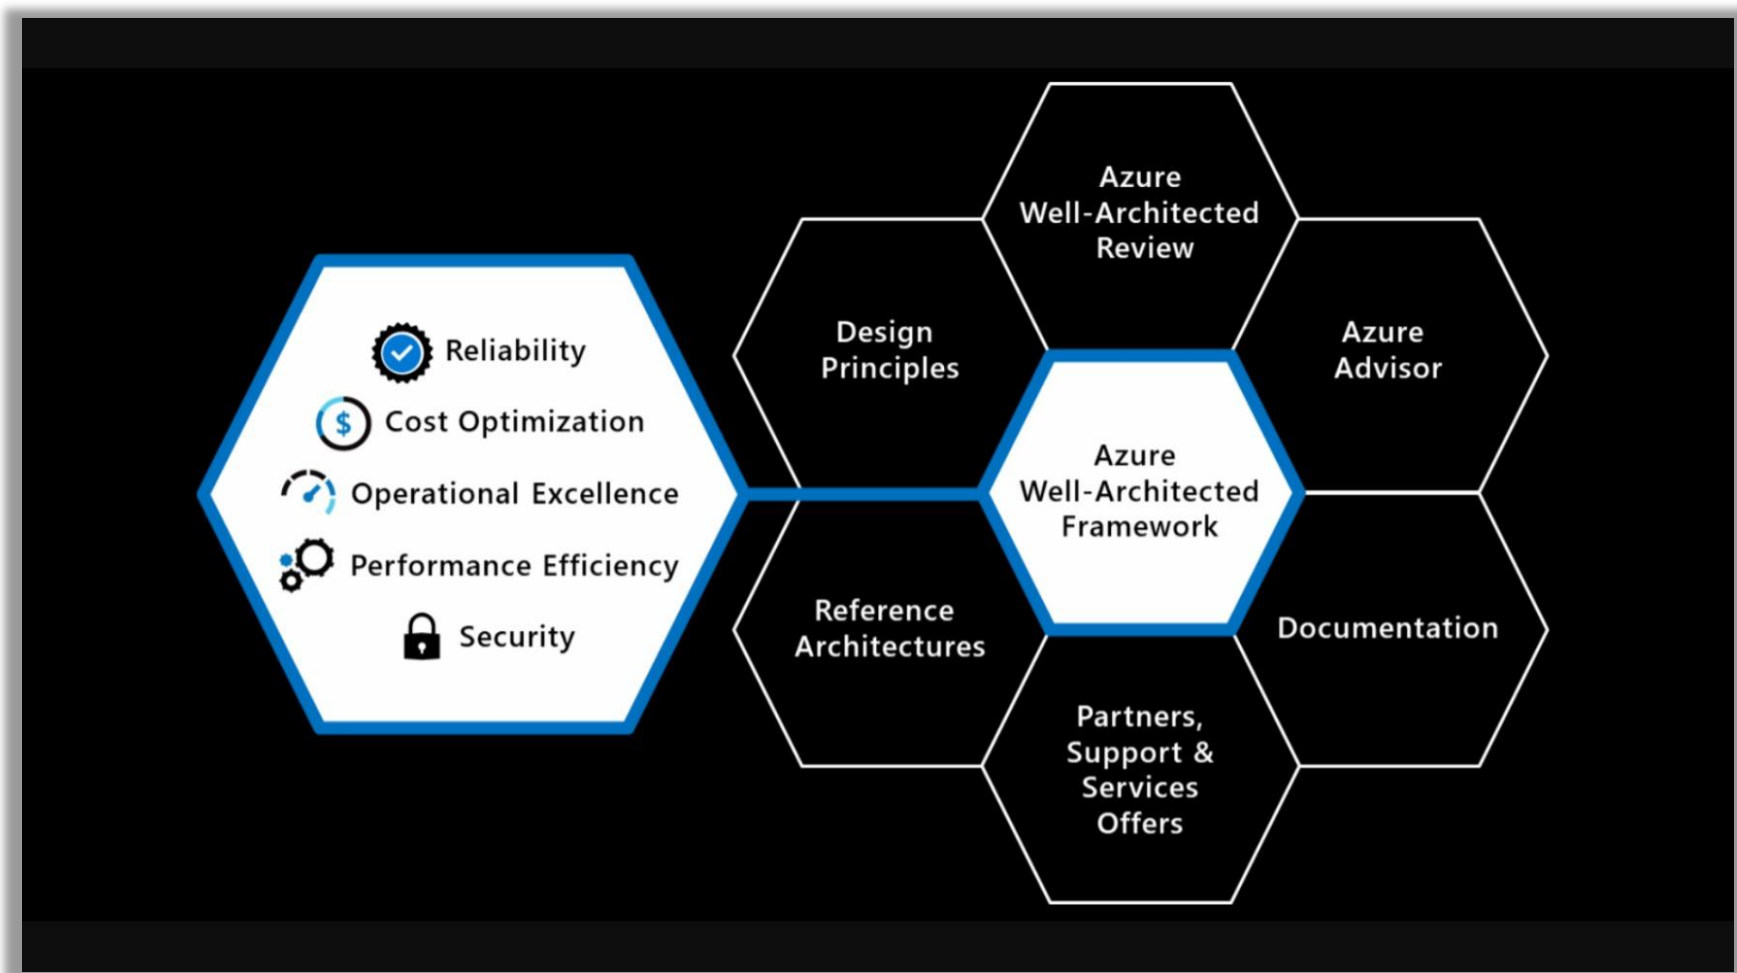 Reliability
$
Cost Optimization
Operational Excellence
Performance Efficiency
Security
Azure
Well-Architected
Review
Design
Principles
Azure
Advisor
Azure
Well-Architected
Framework
Reference
Architectures
Documentation
Partners,
Support &
Services
Offers